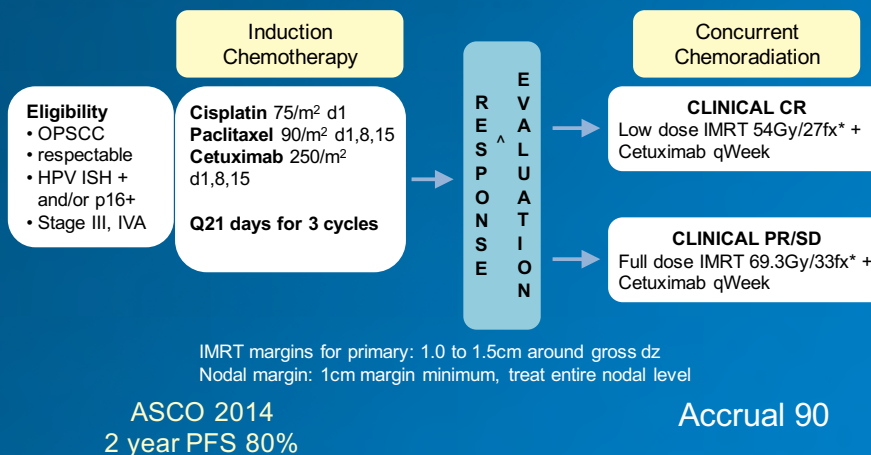 Induction
Chemotherapy
Concurrent
Chemoradiation
Eligibility
• OPSCC
• respectable
• HPV ISH +
and/or p16+
• Stage III, IVA
Cisplatin 75/m² d1
Paclitaxel 90/m² d1,8,15
Cetuximab 250/m²
d1,8,15
Q21 days for 3 cycles
RESPONSE
^
EVALUATION
CLINICAL CR
Low dose IMRT 54Gy/27fx* +
Cetuximab qWeek
CLINICAL PR/SD
Full dose IMRT 69.3Gy/33fx* +
Cetuximab qWeek
IMRT margins for primary: 1.0 to 1.5cm around gross dz
Nodal margin: 1cm margin minimum, treat entire nodal level
ASCO 2014
2 year PFS 80%
Accrual 90